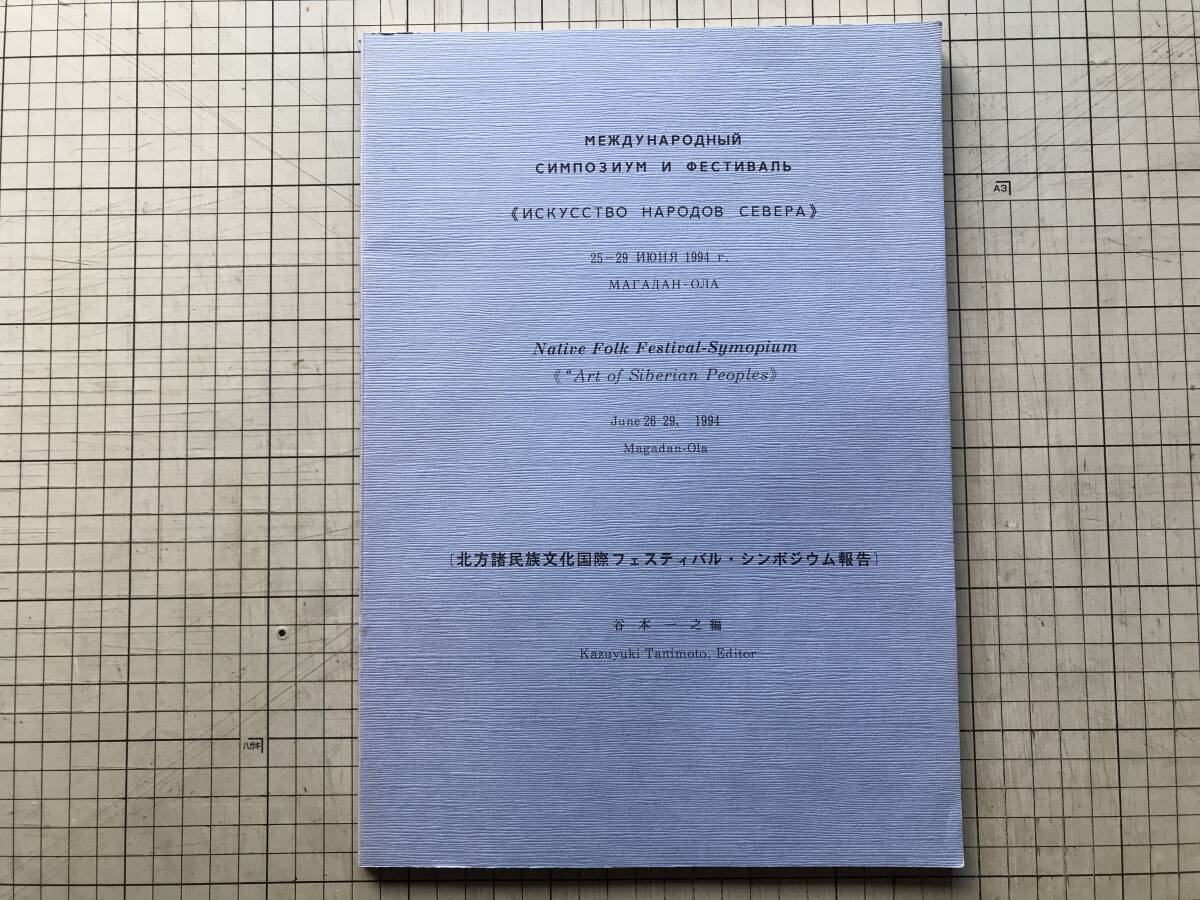 МЕЖДУНАРОДНЫЙ
СИМПОЗИУМ И ФЕСТИВАЛЬ
《ИСКУССТВО НАРОДОВ СЕВЕРА》
25-29 ИЮНЯ 1994 г.
МАГАДАН-ОЛА
Native Folk Festival-Symopium
《“Art of Siberian Peoples》
June 26-29, 1994
Magadan-Ola
〔北方諸民族文化国際フェスティバル・シンポジウム報告〕
谷本一之編
Kazuyuki Tanimoto, Editor
A3
ハガキ